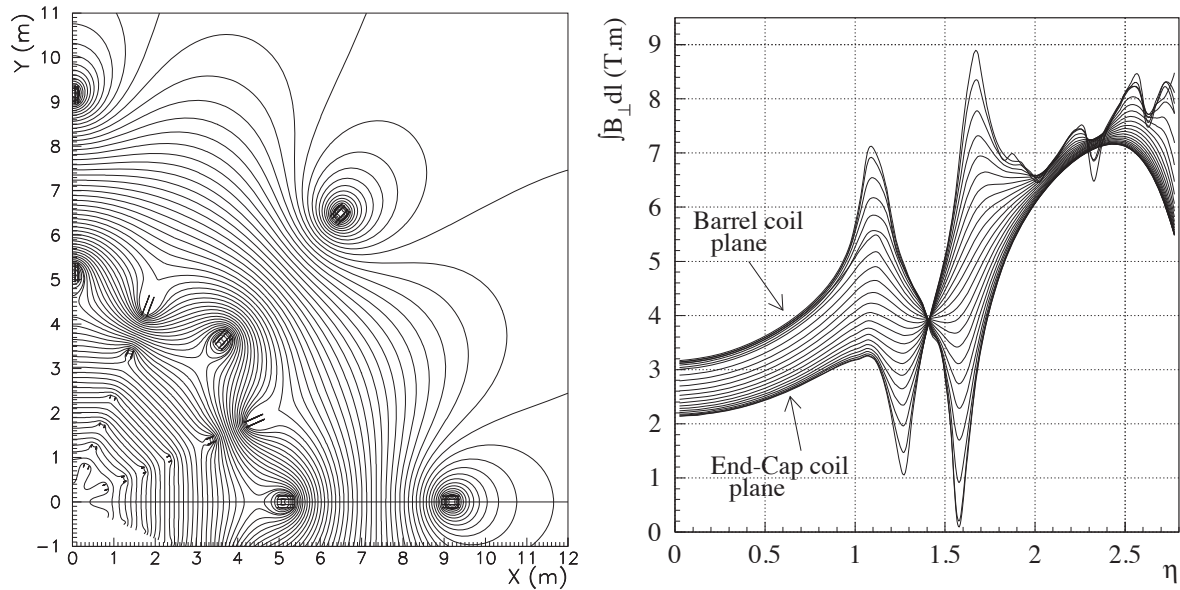 Y (m)
11
10
9
8
7
6
5
4
3
2
1
0
−1
0 1 2 3 4 5 6 7 8 9 10 11 12
X (m)
∫B⊥dl (T.m)
9
8
7
6
5
4
3
2
1
0
Barrel coil
plane
End-Cap coil
plane
0 0.5 1 1.5 2 2.5
η